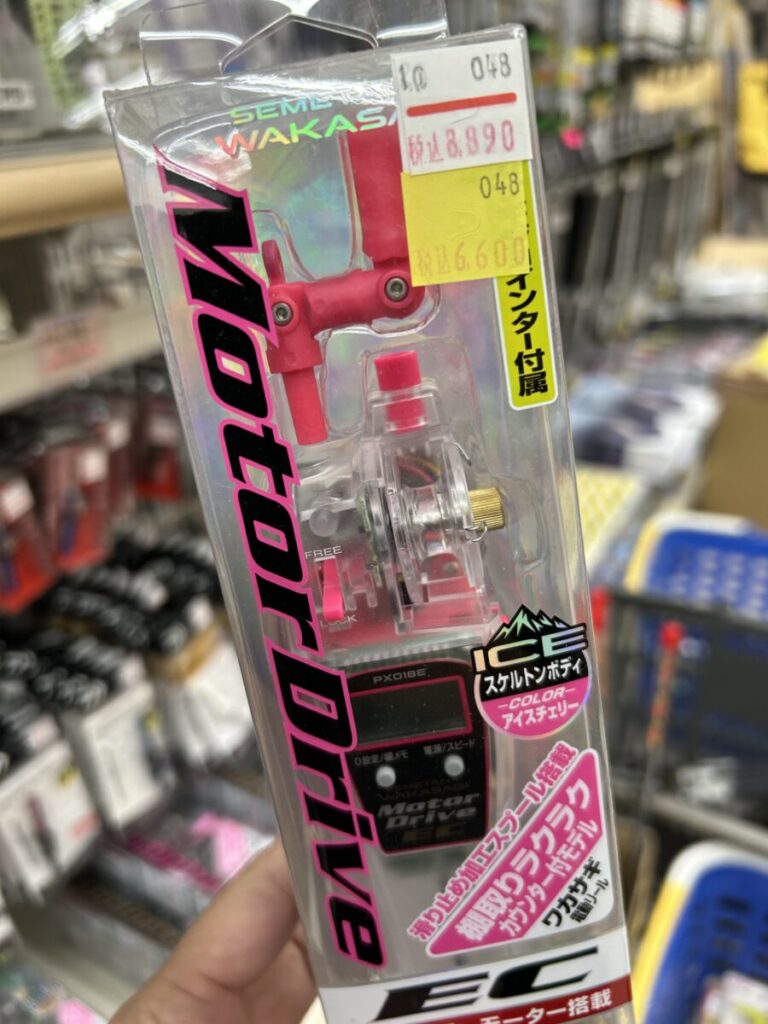 048
税込8,890
048
税込6,600
WAKASA
インター付属
Motor Drive
FREE
ICE
スケルトンボディ
COLOR
アイスチェリー
PX018E
0設定/棚メモ 電源/スピード
WAKASAGI
Motor
Drive
EC
滑り止め加工スプール搭載
棚取りラクラク
カウンター付モデル
ワカサギ
電動リール
EC
モーター搭載